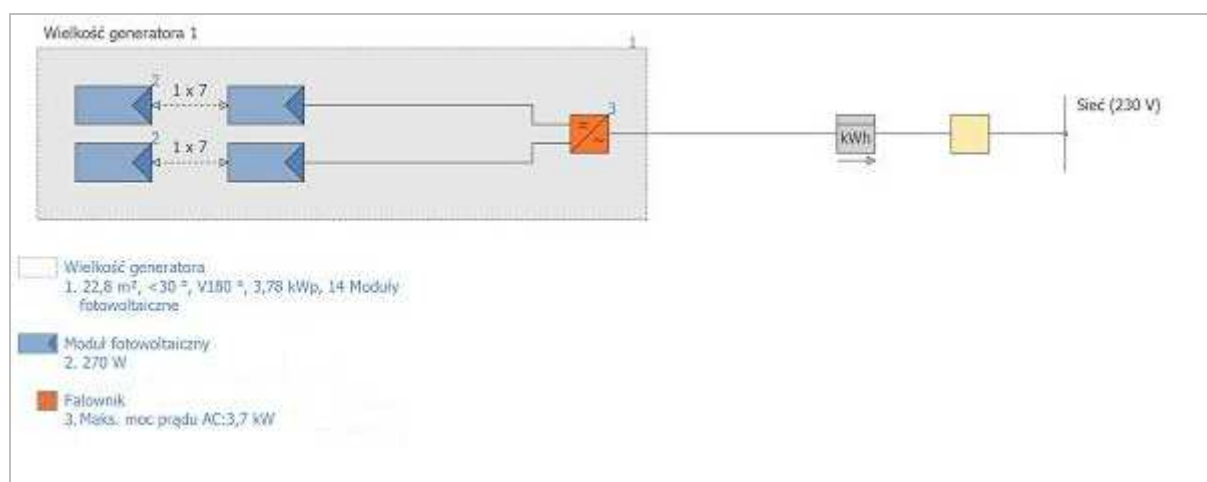 Wielkość generatora 1
1
2
1 x 7
3
Sieć (230 V)
2
1 x 7
=
~
kWh
Wielkość generatora
1. 22,8 m², <30 °, V180 °, 3,78 kWp, 14 Moduły
fotowoltaiczne
Moduł fotowoltaiczny
2. 270 W
Falownik
3. Maks. moc prądu AC:3,7 kW